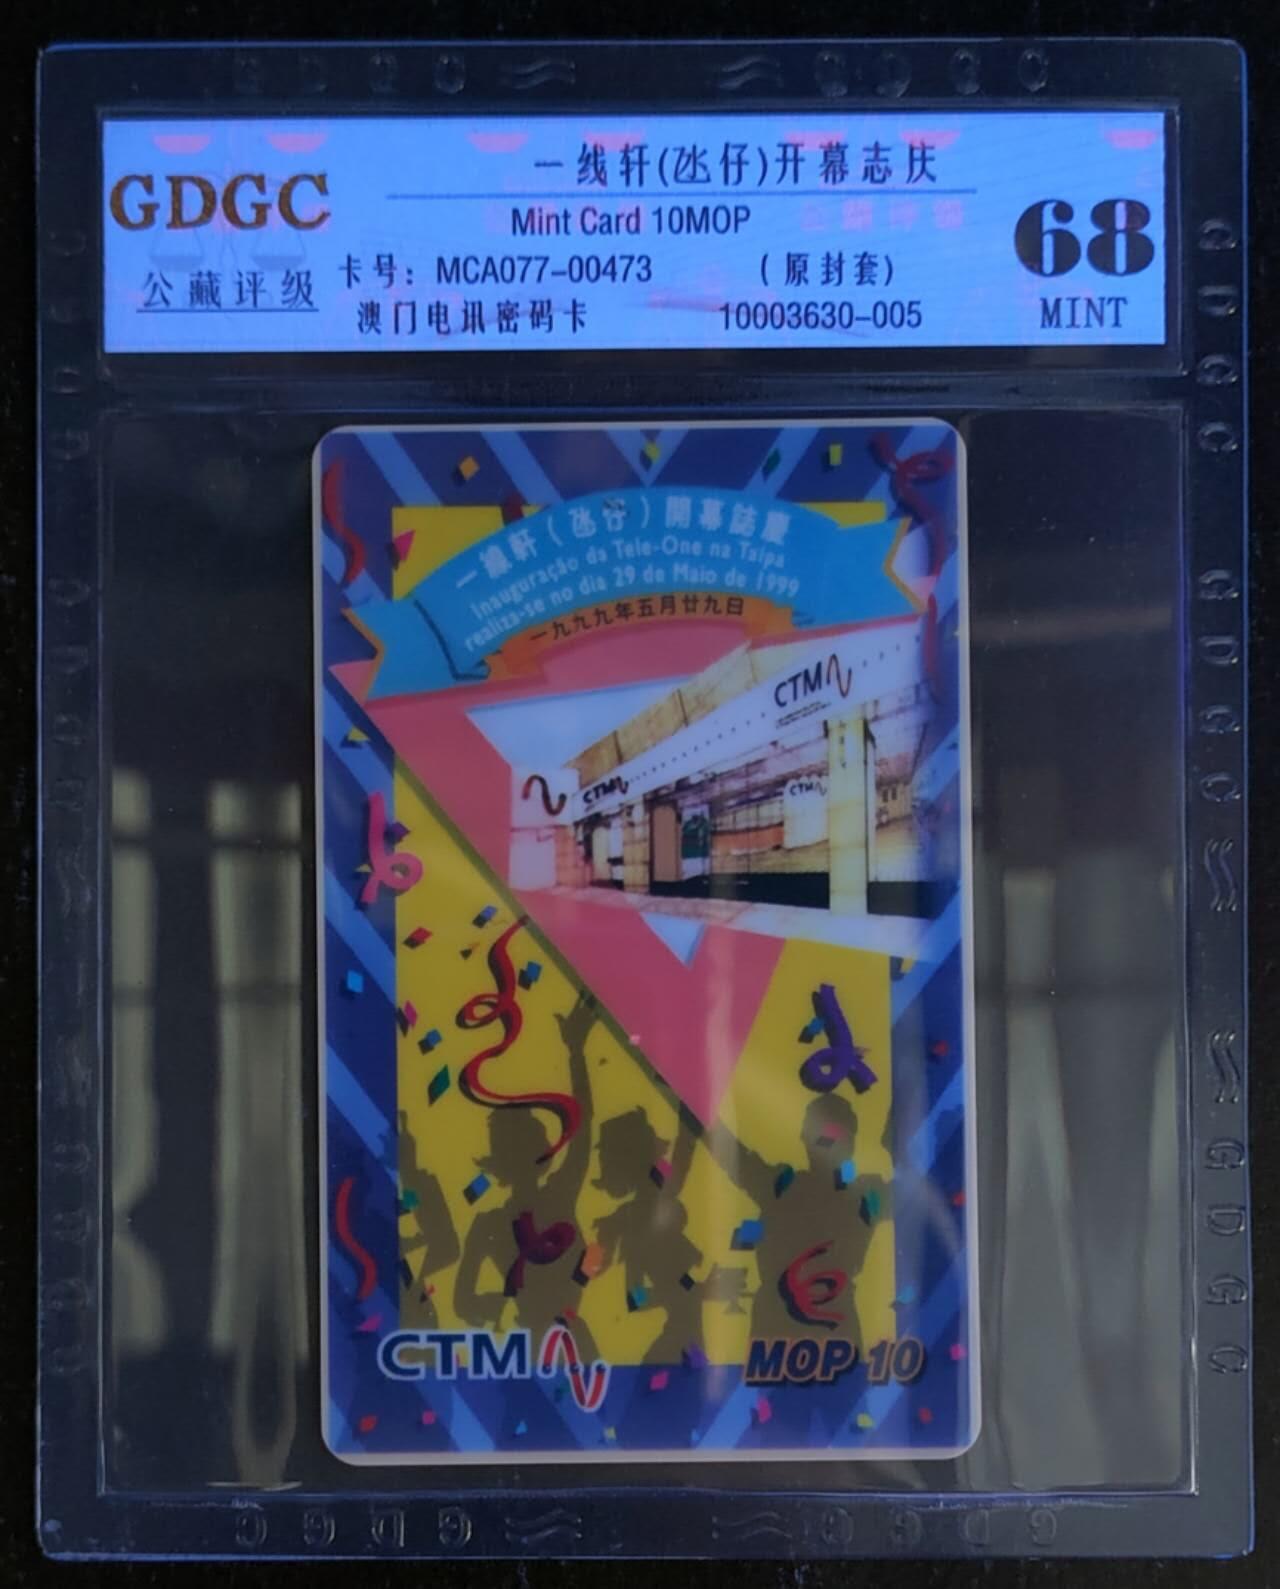 GDGC
公藏评级
一线轩(氹仔)开幕志庆
Mint Card 10MOP
卡号：MCA077-00473
(原封套)
澳门电讯密码卡
10003630-005
68
MINT
一線軒（氹仔）開幕誌慶
Inauguração da Tele-One na Taipa
realiza-se no dia 29 de Maio de 1999
一九九九年五月廿九日
CTM
CTM
CTM
CTM
MOP 10